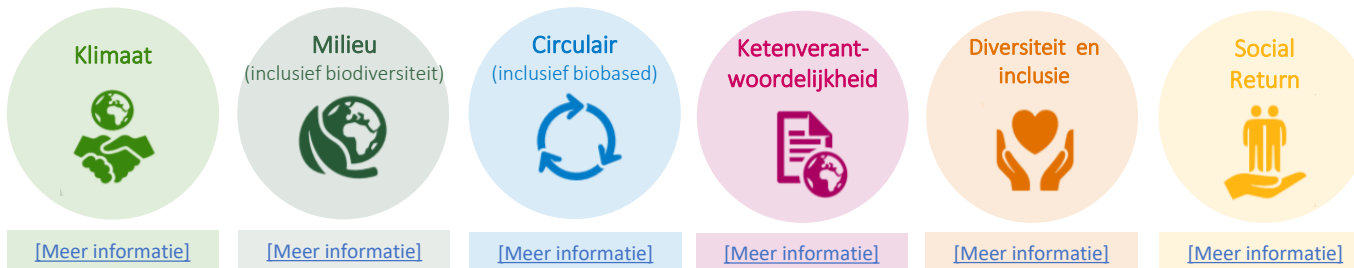 Klimaat
Milieu
(inclusief biodiversiteit)
Circulair
(inclusief biobased)
Ketenverant-
woordelijkheid
Diversiteit en
inclusie
Social
Return
[Meer informatie]
[Meer informatie]
[Meer informatie]
[Meer informatie]
[Meer informatie]
[Meer informatie]